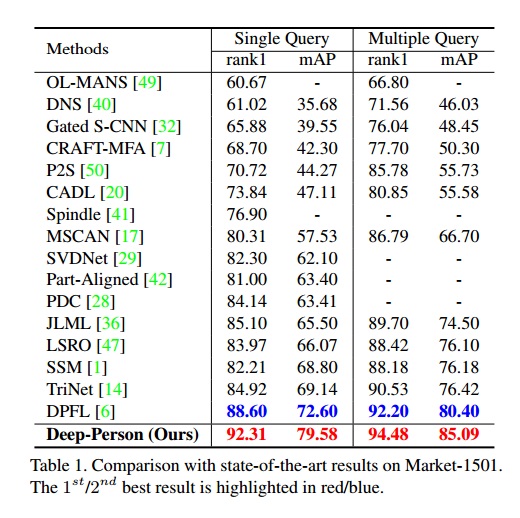 Methods Single Query Multiple Query
rank1 mAP rank1 mAP
OL-MANS [49] 60.67 - 66.80 -
DNS [40] 61.02 35.68 71.56 46.03
Gated S-CNN [32] 65.88 39.55 76.04 48.45
CRAFT-MFA [7] 68.70 42.30 77.70 50.30
P2S [50] 70.72 44.27 85.78 55.73
CADL [20] 73.84 47.11 80.85 55.58
Spindle [41] 76.90 - - -
MSCAN [17] 80.31 57.53 86.79 66.70
SVDNet [29] 82.30 62.10 - -
Part-Aligned [42] 81.00 63.40 - -
PDC [28] 84.14 63.41 - -
JLML [36] 85.10 65.50 89.70 74.50
LSRO [47] 83.97 66.07 88.42 76.10
SSM [1] 82.21 68.80 88.18 76.18
TriNet [14] 84.92 69.14 90.53 76.42
DPFL [6] 88.60 72.60 92.20 80.40
Deep-Person (Ours) 92.31 79.58 94.48 85.09
Table 1. Comparison with state-of-the-art results on Market-1501.
The 1st/2nd best result is highlighted in red/blue.